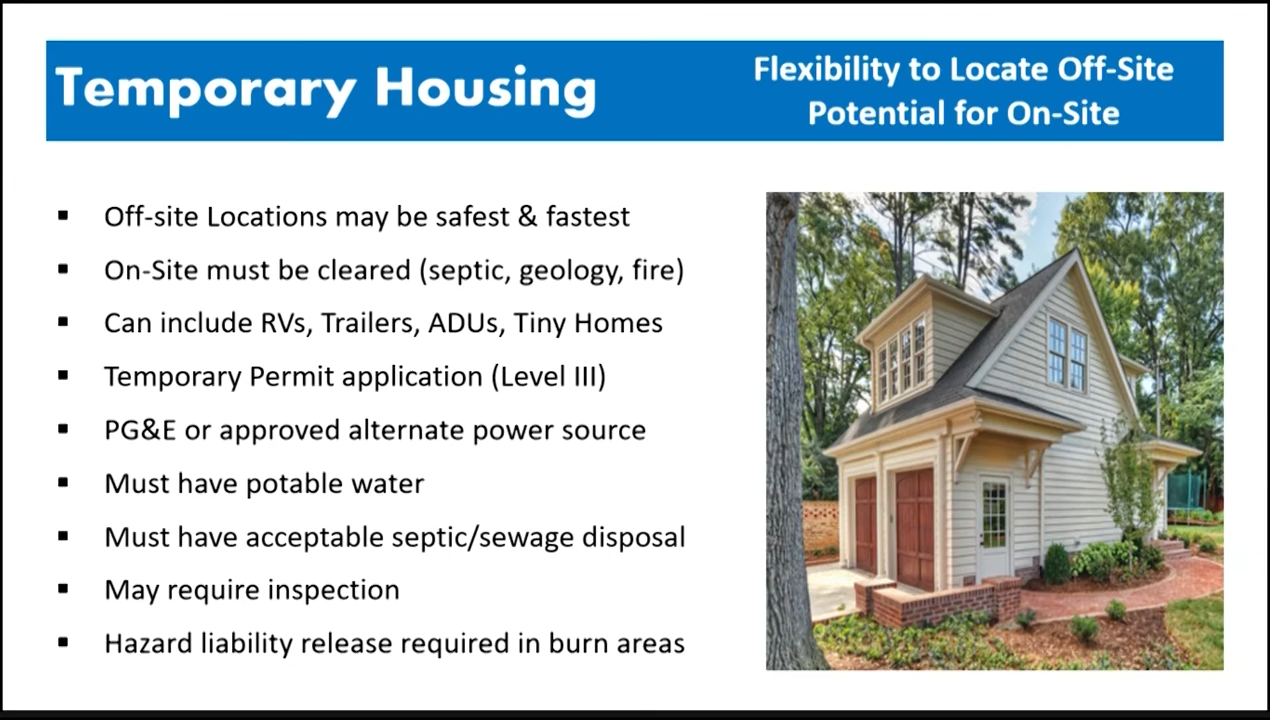 Temporary Housing
Flexibility to Locate Off-Site
Potential for On-Site
▪ Off-site Locations may be safest & fastest
▪ On-Site must be cleared (septic, geology, fire)
▪ Can include RVs, Trailers, ADUs, Tiny Homes
▪ Temporary Permit application (Level III)
▪ PG&E or approved alternate power source
▪ Must have potable water
▪ Must have acceptable septic/sewage disposal
▪ May require inspection
▪ Hazard liability release required in burn areas